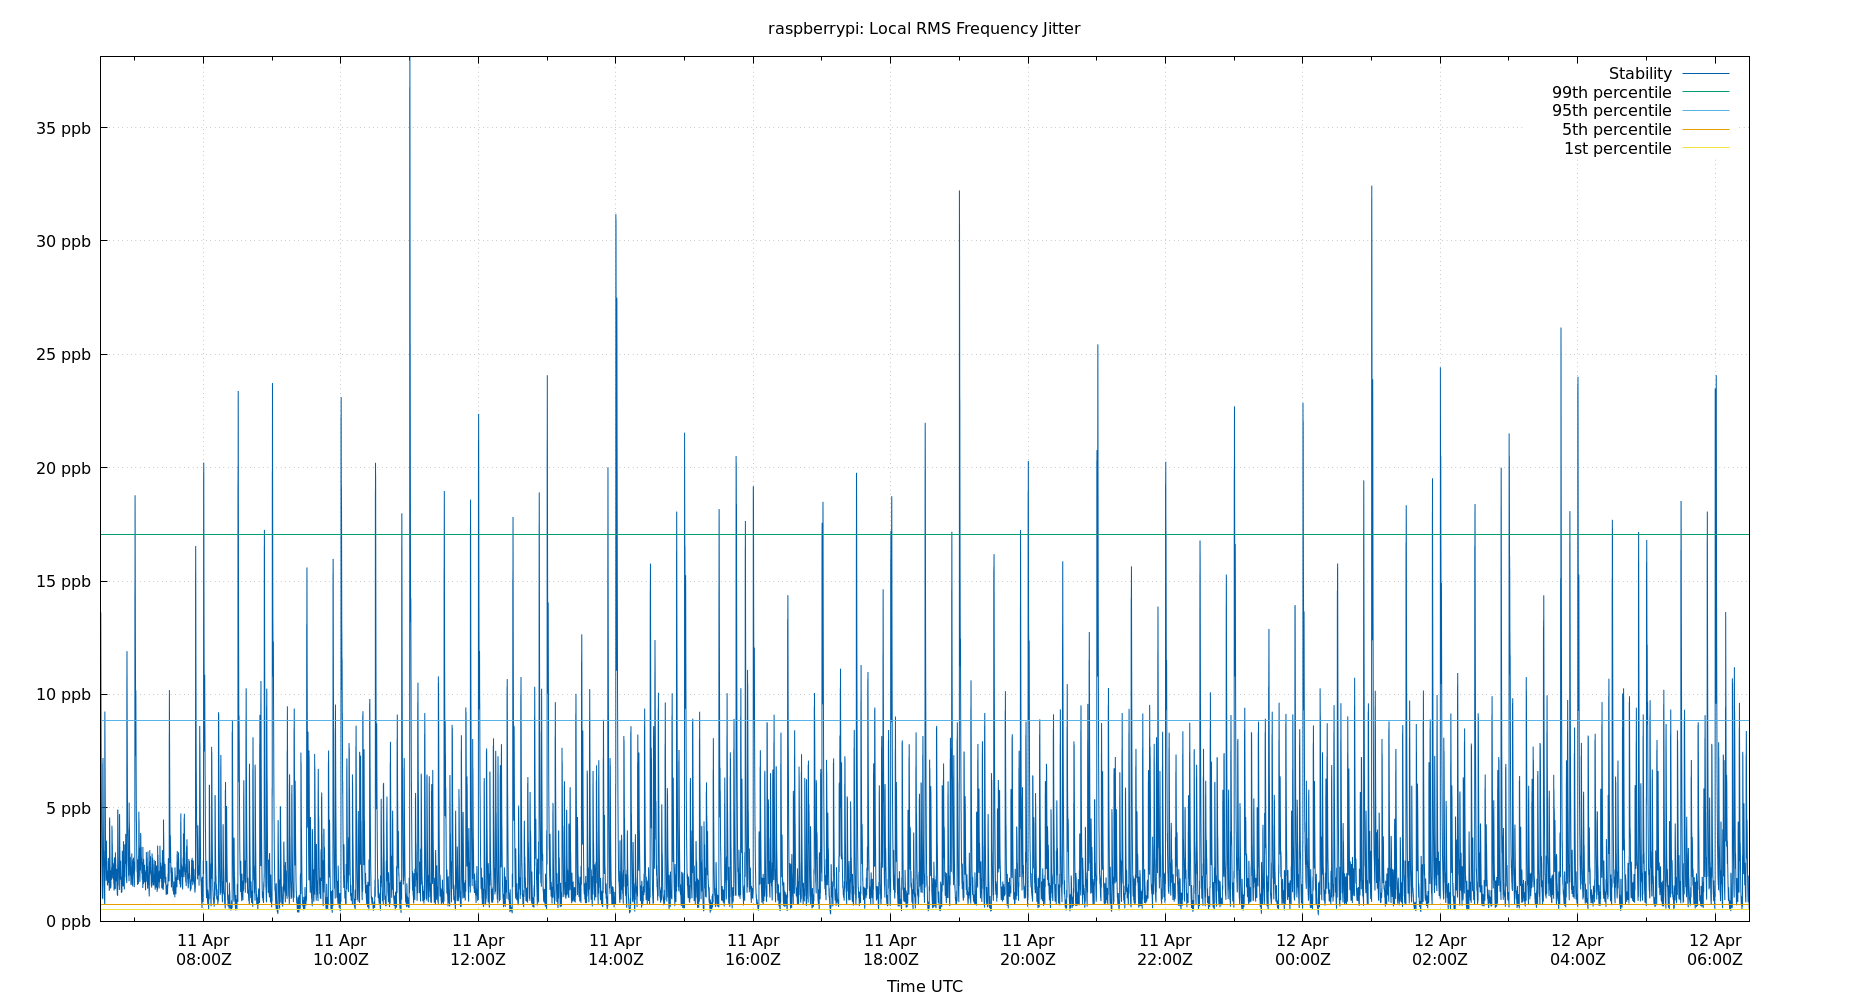 raspberrypi: Local RMS Frequency Jitter
Stability
99th percentile
95th percentile
5th percentile
1st percentile
35 ppb
30 ppb
25 ppb
20 ppb
15 ppb
10 ppb
5 ppb
0 ppb
11 Apr 11 Apr 11 Apr 11 Apr 11 Apr 11 Apr 11 Apr 11 Apr 12 Apr 12 Apr 12 Apr 12 Apr
08:00Z 10:00Z 12:00Z 14:00Z 16:00Z 18:00Z 20:00Z 22:00Z 00:00Z 02:00Z 04:00Z 06:00Z
Time UTC